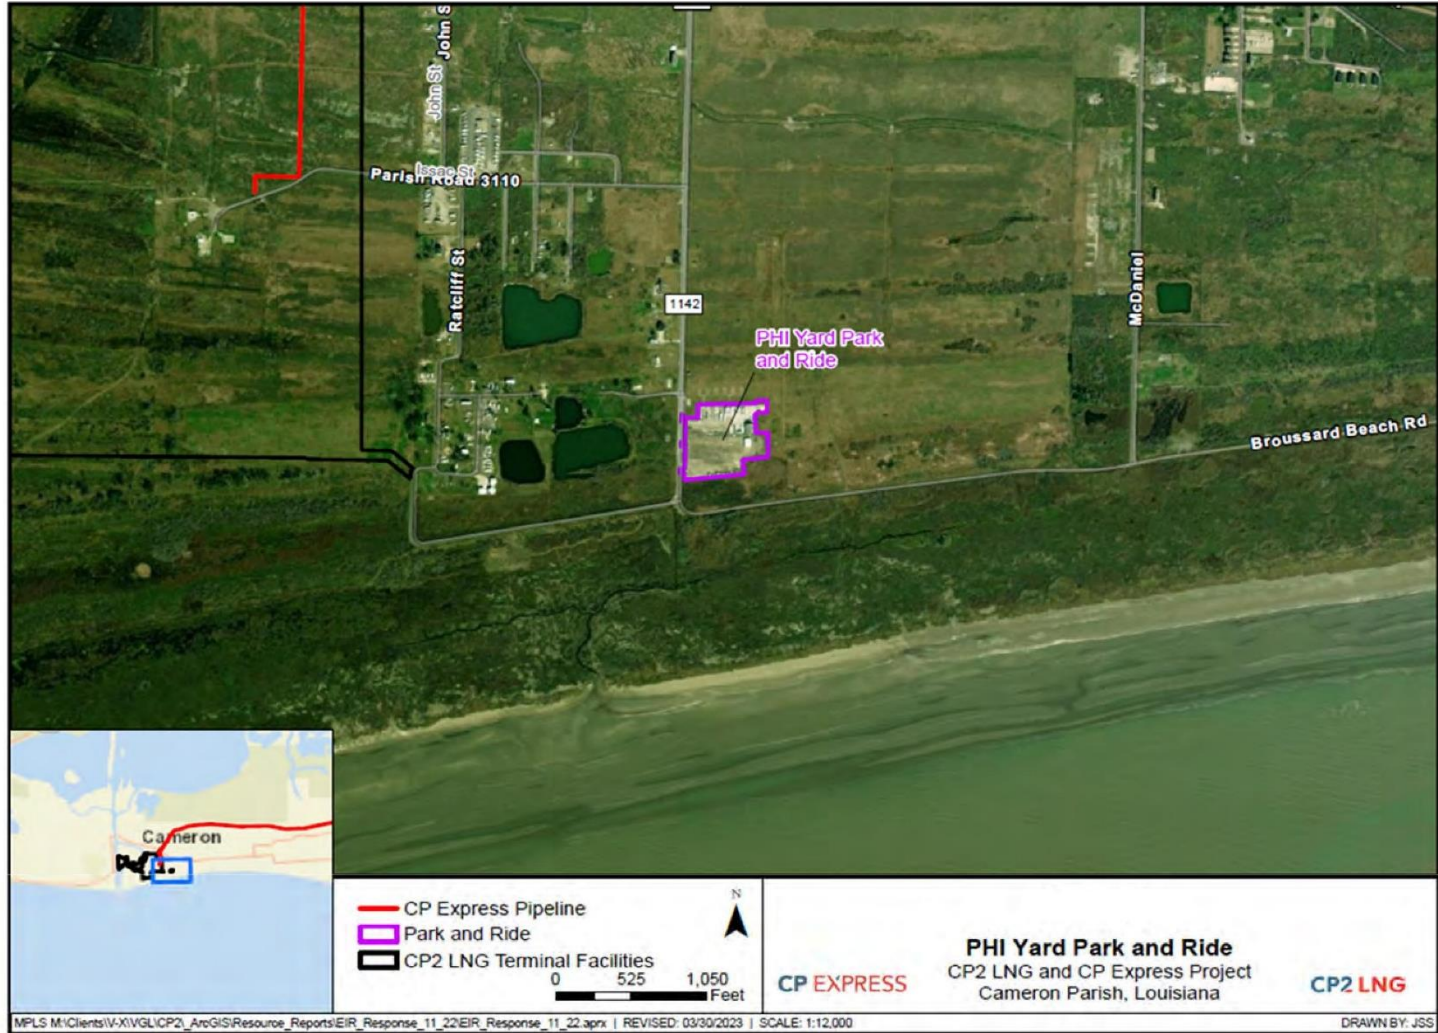 John S
John St
Issac St
Parish Road 3110
Ratcliff St
1142
McDaniel
PHI Yard Park
and Ride
Broussard Beach Rd
Cameron
CP Express Pipeline
Park and Ride
CP2 LNG Terminal Facilities
N
0 525 1,050
Feet
CP EXPRESS
PHI Yard Park and Ride
CP2 LNG and CP Express Project
Cameron Parish, Louisiana
CP2 LNG
MPLS M:\Clients\V-X\VGL\CP2\_ArcGIS\Resource_Reports\EIR_Response_11_22\EIR_Response_11_22.aprx | REVISED: 03/30/2023 | SCALE: 1:12,000
DRAWN BY: JSS